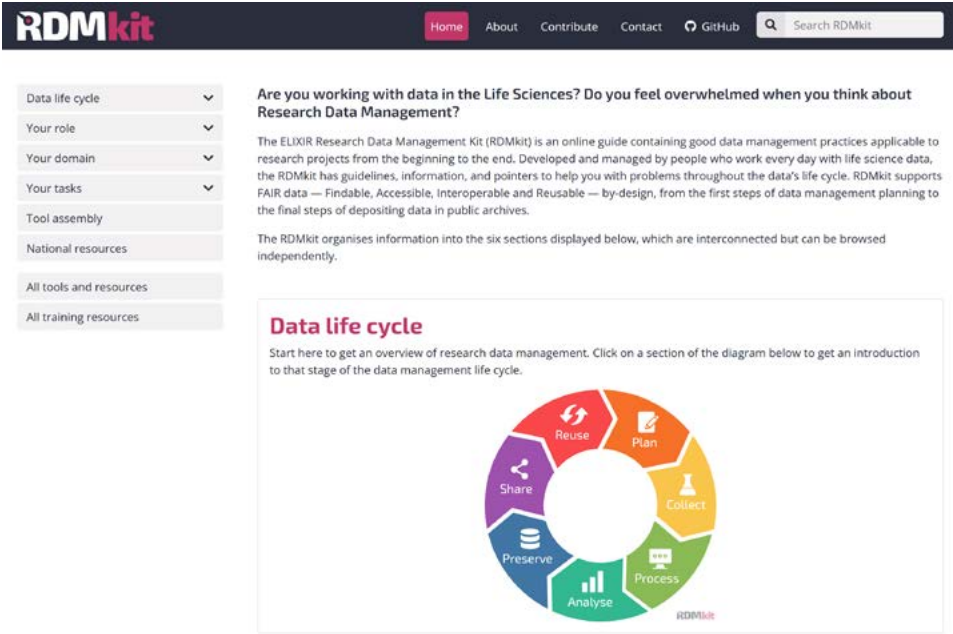 RDMkit
Home About Contribute Contact GitHub Search RDMkit
Data life cycle
Your role
Your domain
Your tasks
Tool assembly
National resources
All tools and resources
All training resources
Are you working with data in the Life Sciences? Do you feel overwhelmed when you think about
Research Data Management?
The ELIXIR Research Data Management Kit (RDMkit) is an online guide containing good data management practices applicable to
research projects from the beginning to the end. Developed and managed by people who work every day with life science data,
the RDMkit has guidelines, information, and pointers to help you with problems throughout the data's life cycle. RDMkit supports
FAIR data — Findable, Accessible, Interoperable and Reusable — by-design, from the first steps of data management planning to
the final steps of depositing data in public archives.
The RDMkit organises information into the six sections displayed below, which are interconnected but can be browsed
independently.
Data life cycle
Start here to get an overview of research data management. Click on a section of the diagram below to get an introduction
to that stage of the data management life cycle.
Reuse
Plan
Collect
Process
Analyse
Preserve
Share
RDMkit